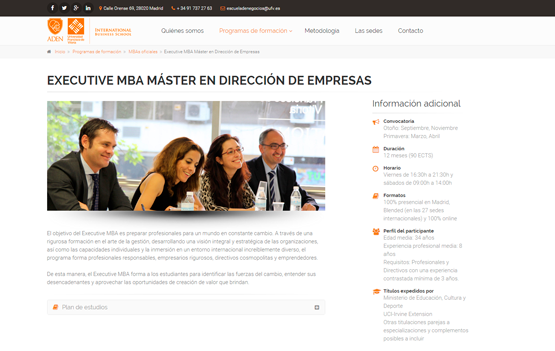 Calle Orense 69, 28020 Madrid
+ 34 91 737 27 63
escueladenegocios@ufv.es
ADEN
INTERNATIONAL
BUSINESS SCHOOL
Quiénes somos
Programas de formación
Metodología
Las sedes
Contacto
Inicio > Programas de formación > MBAs oficiales > Executive MBA Máster en Dirección de Empresas
EXECUTIVE MBA MÁSTER EN DIRECCIÓN DE EMPRESAS
El objetivo del Executive MBA es preparar profesionales para un mundo en constante cambio. A través de una
rigurosa formación en el arte de la gestión, desarrollando una visión integral y estratégica de las organizaciones,
así como las capacidades individuales y la inmersión en un entorno internacional increíblemente diverso, el
programa forma profesionales responsables, empresarios rigurosos, directivos cosmopolitas y emprendedores.
De esta manera, el Executive MBA forma a los estudiantes para identificar las fuerzas del cambio, entender sus
desencadenantes y aprovechar las oportunidades de creación de valor que brindan.
Plan de estudios
Información adicional
Convocatoria
Otoño: Septiembre, Noviembre
Primavera: Marzo, Abril
Duración
12 meses (90 ECTS)
Horario
Viernes de 16:30h a 21:30h y
sábados de 09:00h a 14:00h
Formatos
100% presencial en Madrid,
Blended (en las 27 sedes
internacionales) y 100% online
Perfil del participante
Edad media: 34 años
Experiencia profesional media: 8
años
Requisitos: Profesionales y
Directivos con una experiencia
contrastada mínima de 3 años.
Títulos expedidos por
Ministerio de Educación, Cultura y
Deporte
UCI-Irvine Extension
Otras titulaciones parejas a
especializaciones y complementos
posibles a incluir